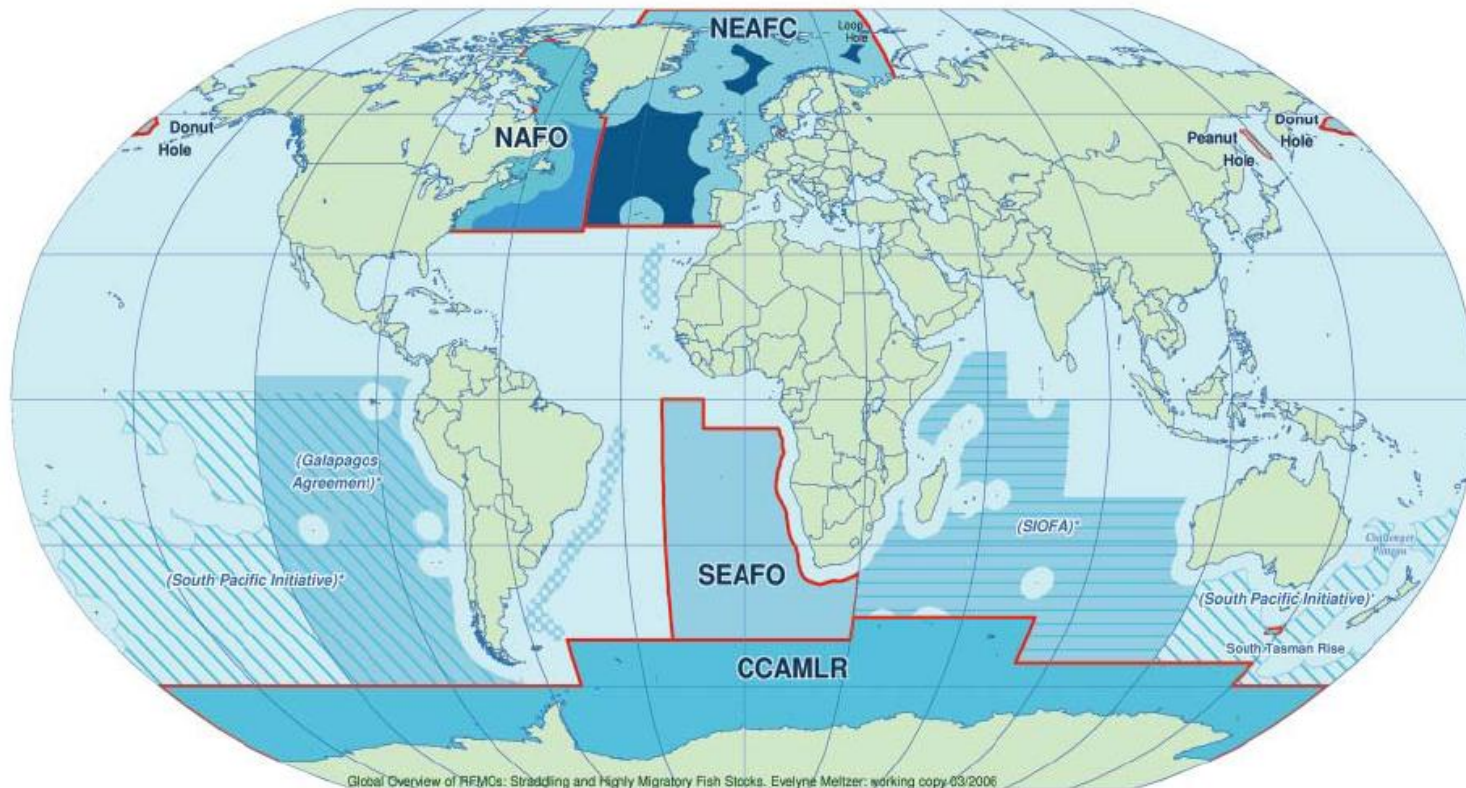 NEAFC
Loop
Hole
NAFO
Donut
Hole
Peanut
Hole
Donut
Hole
(Galapagos
Agreement)*
(South Pacific Initiative)*
SEAFO
(SIOFA)*
Challenger
Plateau
(South Pacific Initiative)*
South Tasman Rise
CCAMLR
Global Overview of RFMOs: Straddling and Highly Migratory Fish Stocks. Evelyne Meltzer: working copy 03/2006